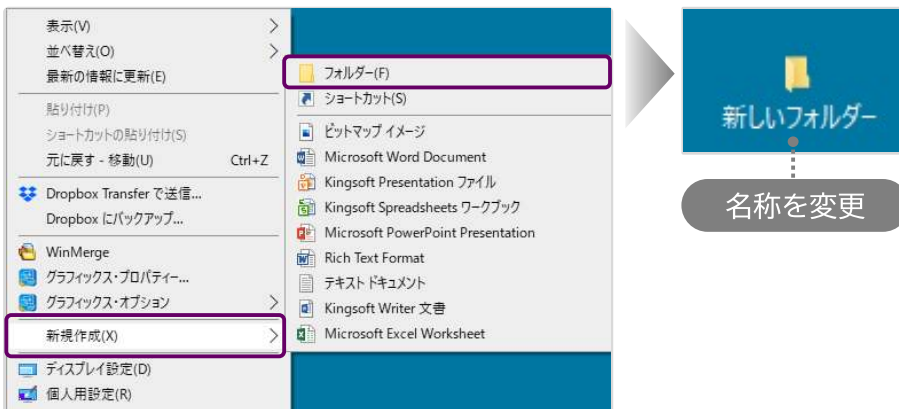 表示(V)
並べ替え(O)
最新の情報に更新(E)
貼り付け(P)
ショートカットの貼り付け(S)
元に戻す - 移動(U) Ctrl+Z
Dropbox Transfer で送信...
Dropbox にバックアップ...
WinMerge
グラフィックス・プロパティー...
グラフィックス・オプション
新規作成(X)
ディスプレイ設定(D)
個人用設定(R)
フォルダー(F)
ショートカット(S)
ビットマップ イメージ
Microsoft Word Document
Kingsoft Presentation ファイル
Kingsoft Spreadsheets ワークブック
Microsoft PowerPoint Presentation
Rich Text Format
テキスト ドキュメント
Kingsoft Writer 文書
Microsoft Excel Worksheet
新しいフォルダー
名称を変更